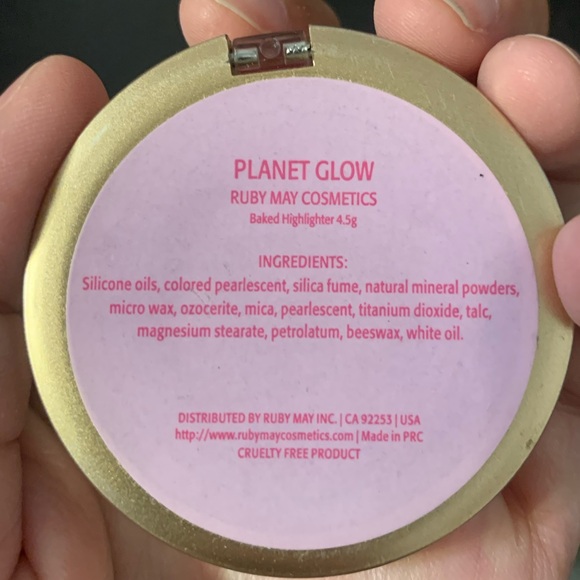 PLANET GLOW
RUBY MAY COSMETICS
Baked Highlighter 4.5g
INGREDIENTS:
Silicone oils, colored pearlescent, silica fume, natural mineral powders,
micro wax, ozocerite, mica, pearlescent, titanium dioxide, talc,
magnesium stearate, petrolatum, beeswax, white oil.
DISTRIBUTED BY RUBY MAY INC. | CA 92253 | USA
http://www.rubymaycosmetics.com | Made in PRC
CRUELTY FREE PRODUCT